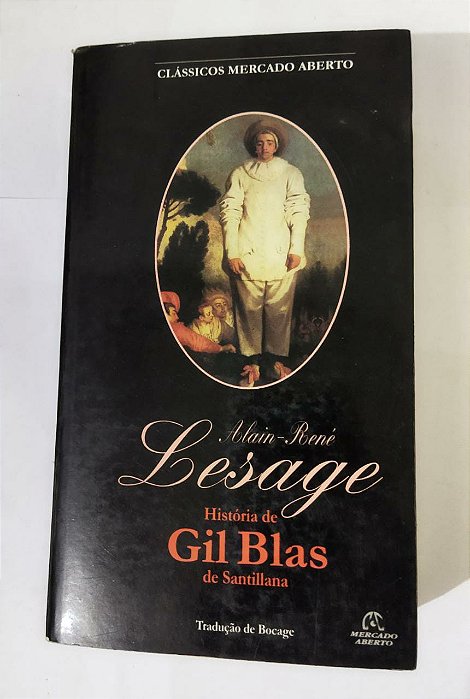 CLÁSSICOS MERCADO ABERTO
Alain-René
Lesage
História de
Gil Blas
de Santillana
Tradução de Bocage
MERCADO
ABERTO